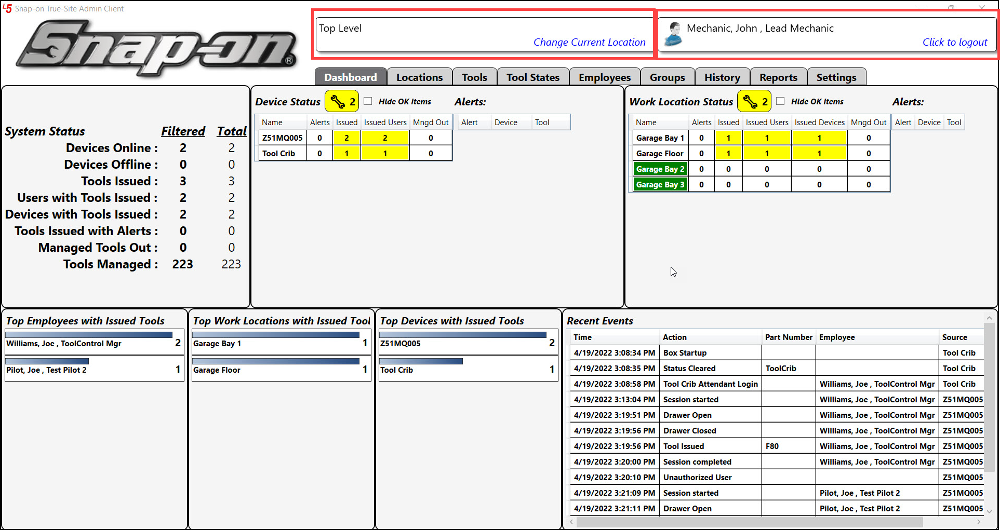 L5 Snap-on True-Site Admin Client
Snap-on®
Top Level
Change Current Location
Mechanic, John , Lead Mechanic
Click to logout
Dashboard Locations Tools Tool States Employees Groups History Reports Settings
System Status Filtered Total
Devices Online : 2 2
Devices Offline : 0 0
Tools Issued : 3 3
Users with Tools Issued : 2 2
Devices with Tools Issued : 2 2
Tools Issued with Alerts : 0 0
Managed Tools Out : 0 0
Tools Managed : 223 223
Device Status 2 Hide OK Items Alerts:
Name Alerts Issued Issued Users Mngd Out Alert Device Tool
Z51MQ005 0 2 2 0
Tool Crib 0 1 1 0
Work Location Status 2 Hide OK Items Alerts:
Name Alerts Issued Issued Users Issued Devices Mngd Out Alert Device Tool
Garage Bay 1 0 1 1 1 0
Garage Floor 0 1 1 1 0
Garage Bay 2 0 0 0 0 0
Garage Bay 3 0 0 0 0 0
Top Employees with Issued Tools
Williams, Joe , ToolControl Mgr 2
Pilot, Joe , Test Pilot 2 1
Top Work Locations with Issued Tool
Garage Bay 1 1
Garage Floor 1
Top Devices with Issued Tools
Z51MQ005 2
Tool Crib 1
Recent Events
Time Action Part Number Employee Source
4/19/2022 3:08:34 PM Box Startup Tool Crib
4/19/2022 3:08:35 PM Status Cleared ToolCrib Tool Crib
4/19/2022 3:08:58 PM Tool Crib Attendant Login Williams, Joe , ToolControl Mgr Tool Crib
4/19/2022 3:13:04 PM Session started Williams, Joe , ToolControl Mgr Z51MQ005
4/19/2022 3:19:51 PM Drawer Open Williams, Joe , ToolControl Mgr Z51MQ005
4/19/2022 3:19:56 PM Drawer Closed Williams, Joe , ToolControl Mgr Z51MQ005
4/19/2022 3:19:56 PM Tool Issued F80 Williams, Joe , ToolControl Mgr Z51MQ005
4/19/2022 3:20:00 PM Session completed Williams, Joe , ToolControl Mgr Z51MQ005
4/19/2022 3:20:10 PM Unauthorized User Z51MQ005
4/19/2022 3:21:09 PM Session started Pilot, Joe , Test Pilot 2 Z51MQ005
4/19/2022 3:21:11 PM Drawer Open Pilot, Joe , Test Pilot 2 Z51MQ005